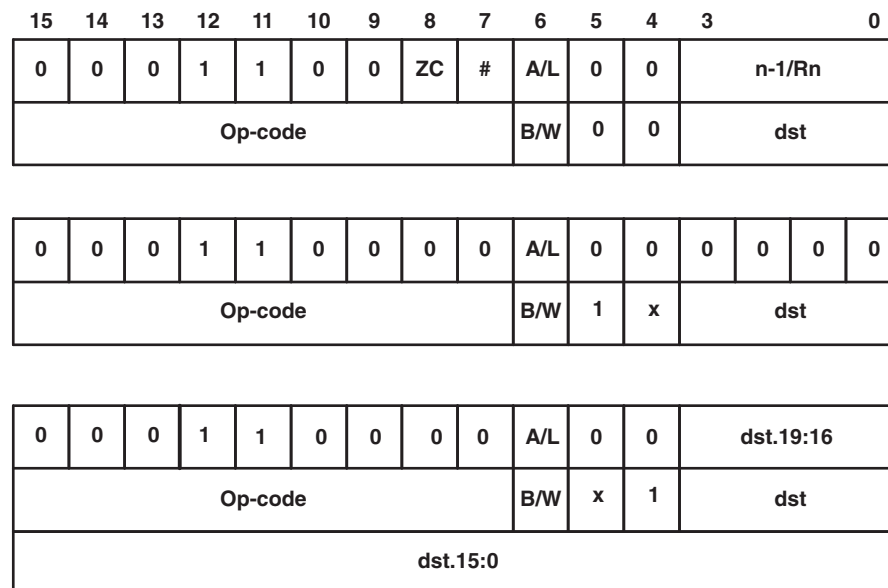 15 14 13 12 11 10 9 8 7 6 5 4 3 0
0 0 0 1 1 0 0 ZC # A/L 0 0 n-1/Rn
Op-code B/W 0 0 dst
0 0 0 1 1 0 0 0 0 A/L 0 0 0 0 0 0
Op-code B/W 1 x dst
0 0 0 1 1 0 0 0 0 A/L 0 0 dst.19:16
Op-code B/W x 1 dst
dst.15:0